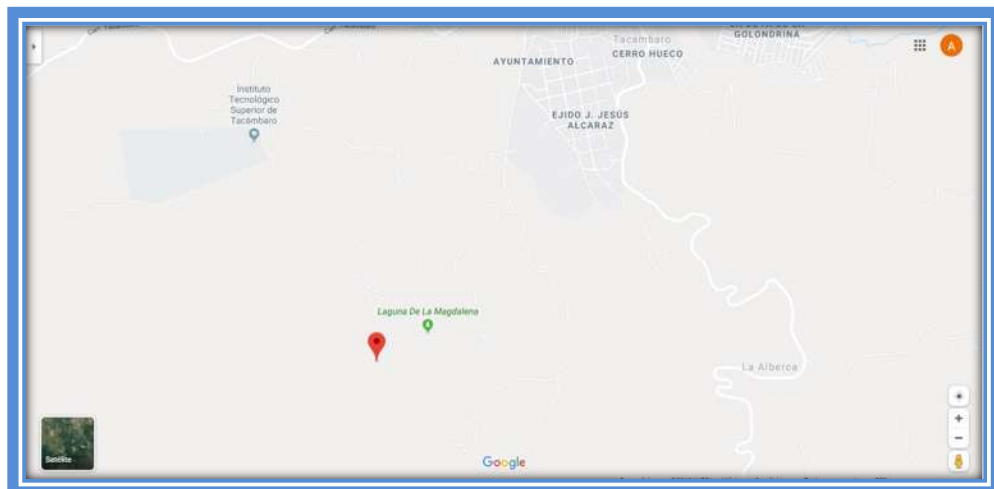 Tacámbaro
GOLONDRINA
CERRO HUECO
AYUNTAMIENTO
A
Instituto
Tecnológico
Superior de
Tacámbaro
EJIDO J. JESÚS
ALCARAZ
Laguna De La Magdalena
La Alberca
Satélite
Google